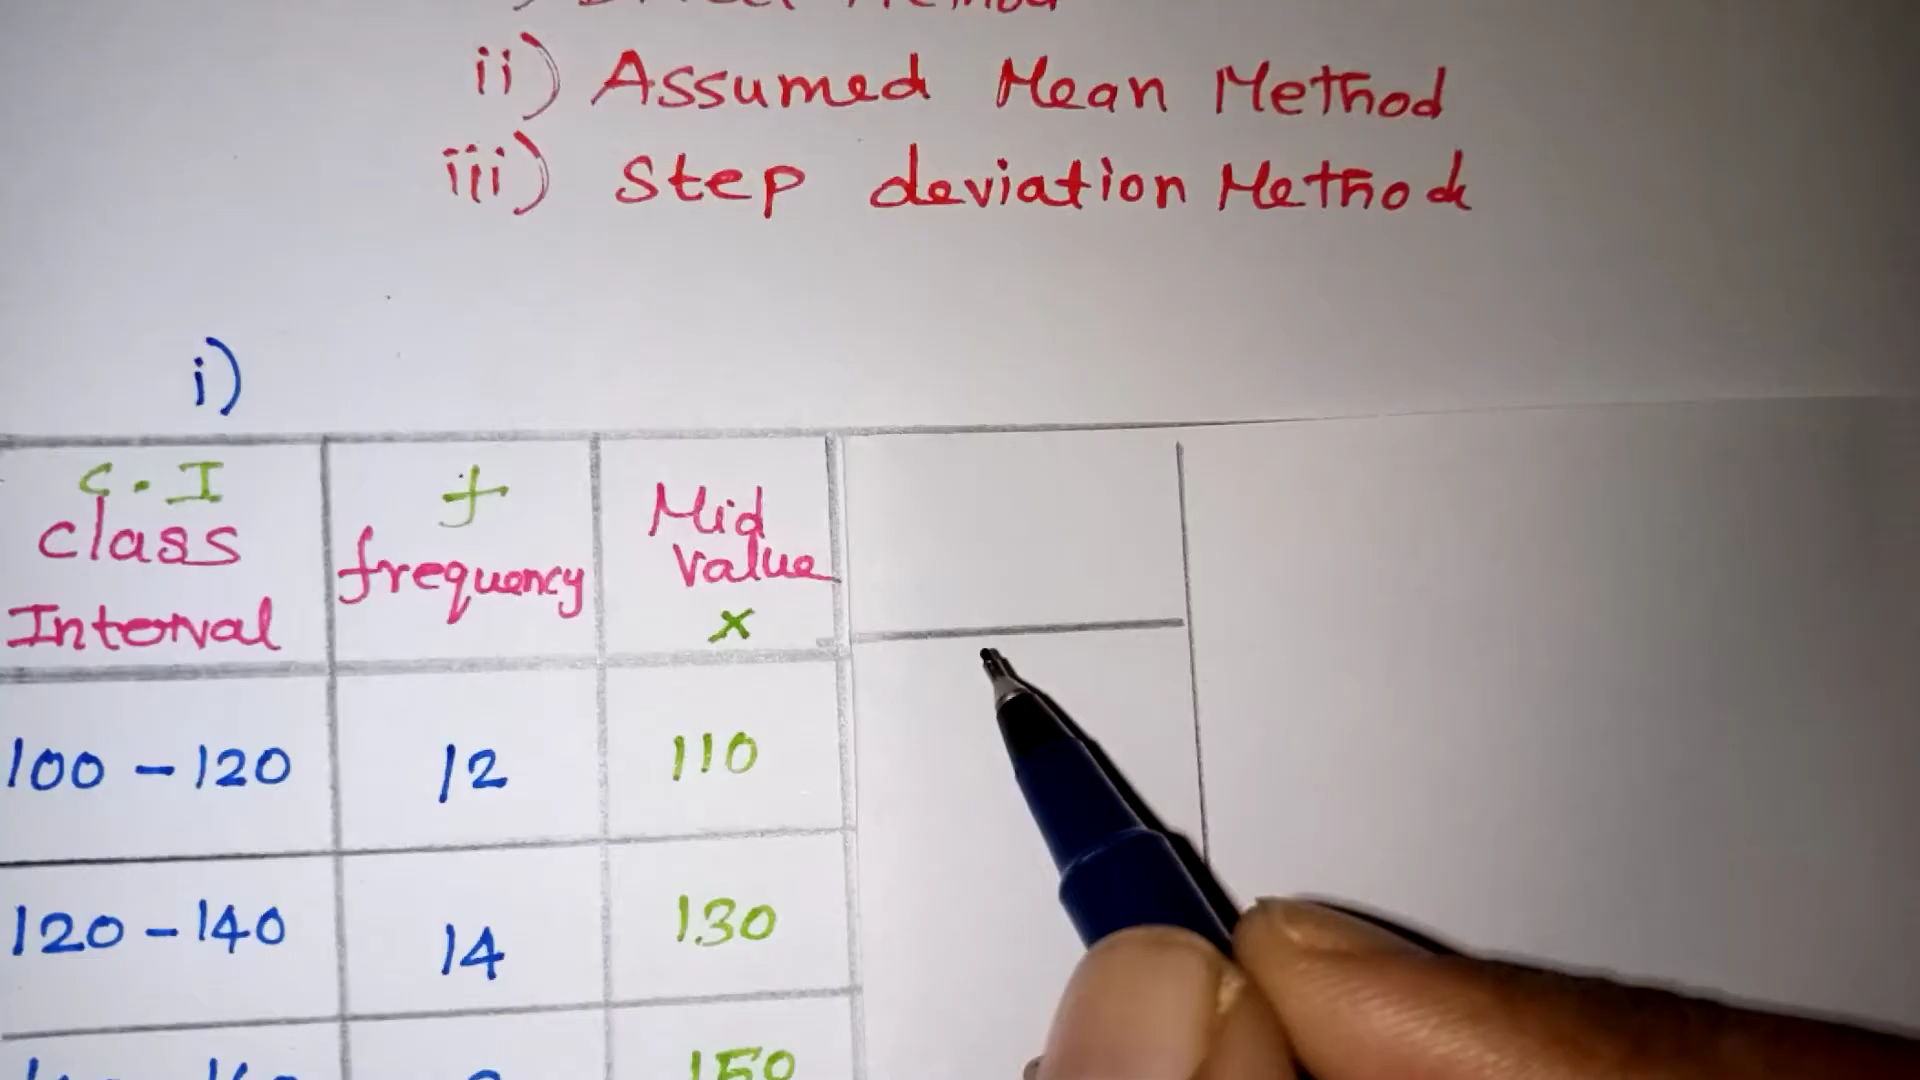 ii) Assumed Mean Method
iii) Step deviation Method
i)
C.I
class
Interval
f
frequency
Mid
value
x
100 - 120
12
110
120 - 140
14
130
150